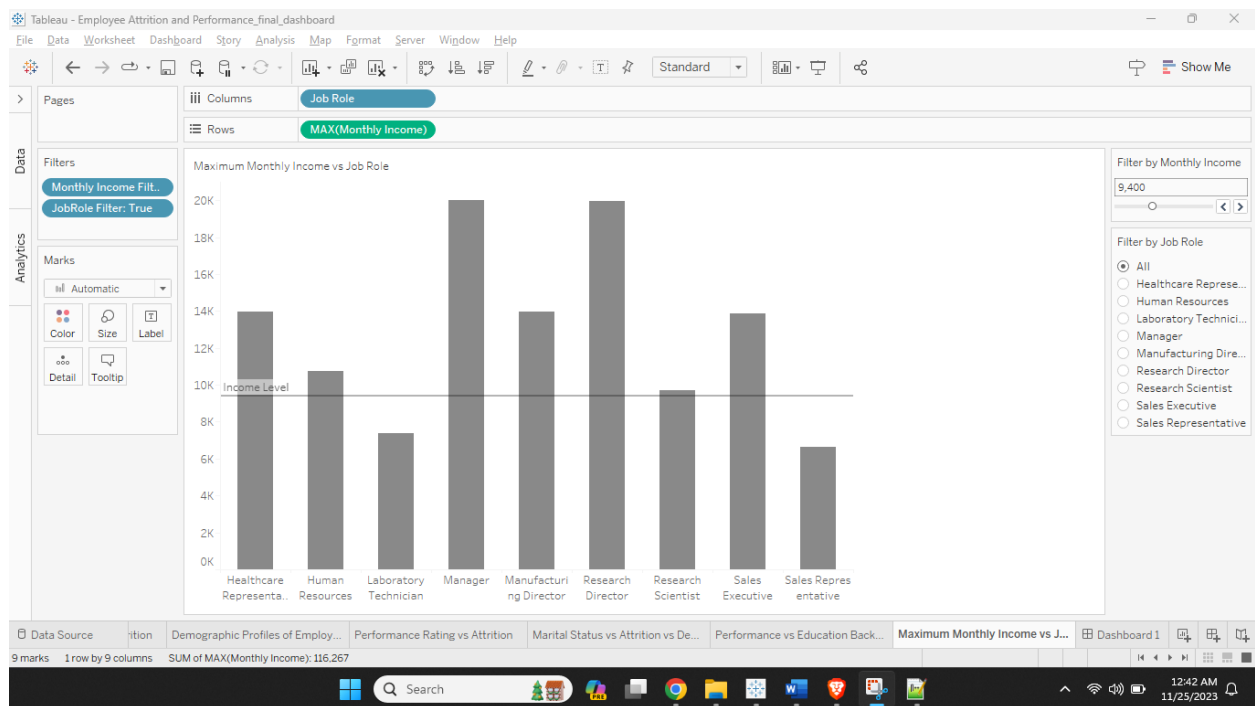 Tableau - Employee Attrition and Performance_final_dashboard
File Data Worksheet Dashboard Story Analysis Map Format Server Window Help
Standard
Show Me
Pages
Columns
Job Role
Rows
MAX(Monthly Income)
Data
Analytics
Filters
Monthly Income Filt..
JobRole Filter: True
Marks
Automatic
Color Size Label
Detail Tooltip
Maximum Monthly Income vs Job Role
20K
18K
16K
14K
12K
10K
8K
6K
4K
2K
0K
Income Level
Healthcare
Representa..
Human
Resources
Laboratory
Technician
Manager
Manufacturi
ng Director
Research
Director
Research
Scientist
Sales
Executive
Sales Repres
entative
Filter by Monthly Income
9,400
Filter by Job Role
All
Healthcare Represe...
Human Resources
Laboratory Technici...
Manager
Manufacturing Dire...
Research Director
Research Scientist
Sales Executive
Sales Representative
Data Source
ition
Demographic Profiles of Employ...
Performance Rating vs Attrition
Marital Status vs Attrition vs De...
Performance vs Education Back...
Maximum Monthly Income vs J...
Dashboard 1
9 marks 1 row by 9 columns SUM of MAX(Monthly Income): 116,267
Search
PRE
12:42 AM
11/25/2023